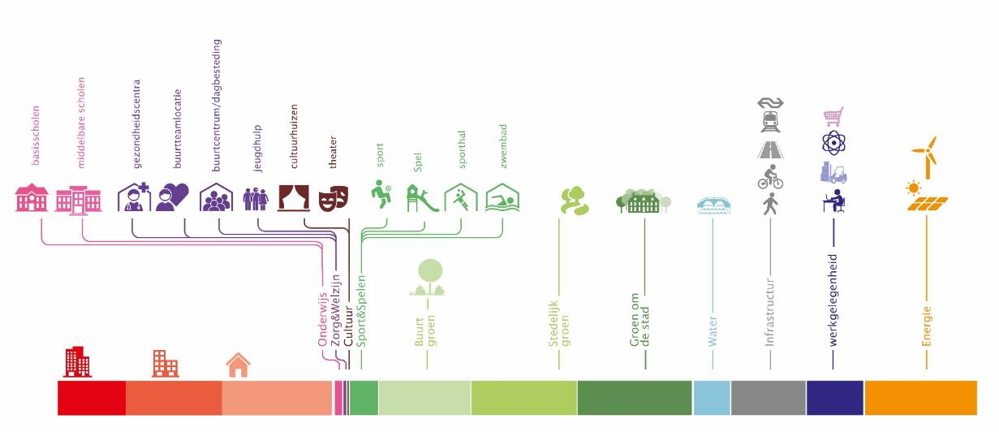 basisscholen
middelbare scholen
gezondheidscentra
buurtteamlocatie
buurtcentrum/dagbesteding
jeugdhulp
cultuurhuizen
theater
sport
Spel
sporthal
zwembad
Onderwijs
Zorg&Welzijn
Cultuur
Sport&Spelen
Buurt
groen
Stedelijk
groen
Groen om
de stad
Water
Infrastructuur
werkgelegenheid
Energie